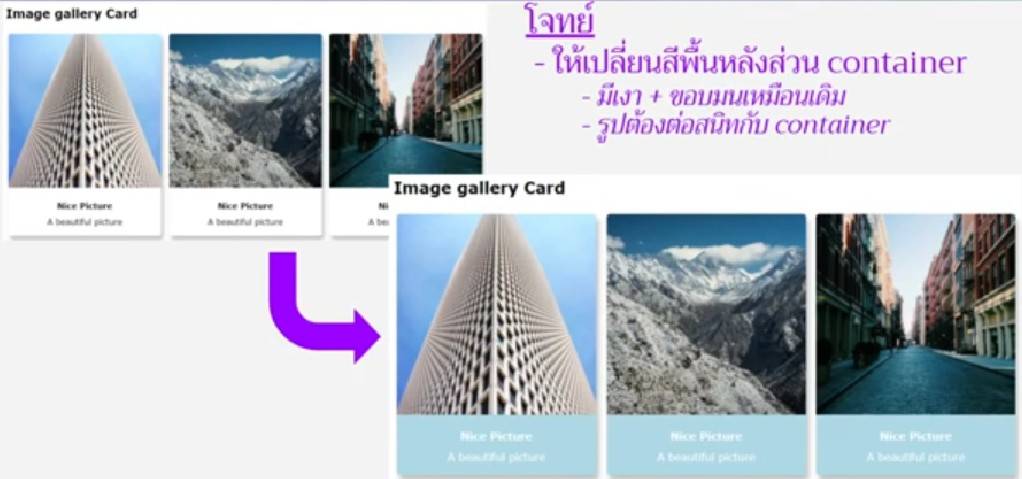 Image gallery Card
โจทย์
- ให้เปลี่ยนสีพื้นหลังส่วน container
- มีเงา + ขอบมนเหมือนเดิม
- รูปต้องต่อสนิทกับ container
Nice Picture
Nice Picture
Ni
A beautiful picture
A beautiful picture
A be
Image gallery Card
Nice Picture
Nice Picture
Nice Picture
A beautiful picture
A beautiful picture
A beautiful picture